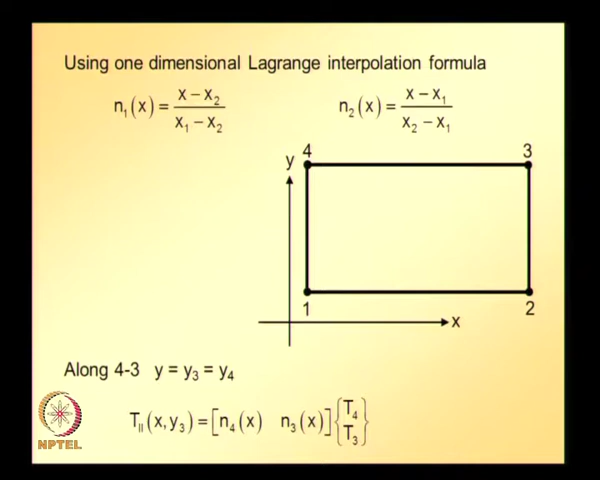 Using one dimensional Lagrange interpolation formula
n₁(x) = (x − x₂)/(x₁ − x₂)    n₂(x) = (x − x₁)/(x₂ − x₁)
y 4 3
1 2
x
Along 4-3 y = y₃ = y₄
T_II(x,y₃) = [n₄(x) n₃(x)] {T₄ T₃}
NPTEL